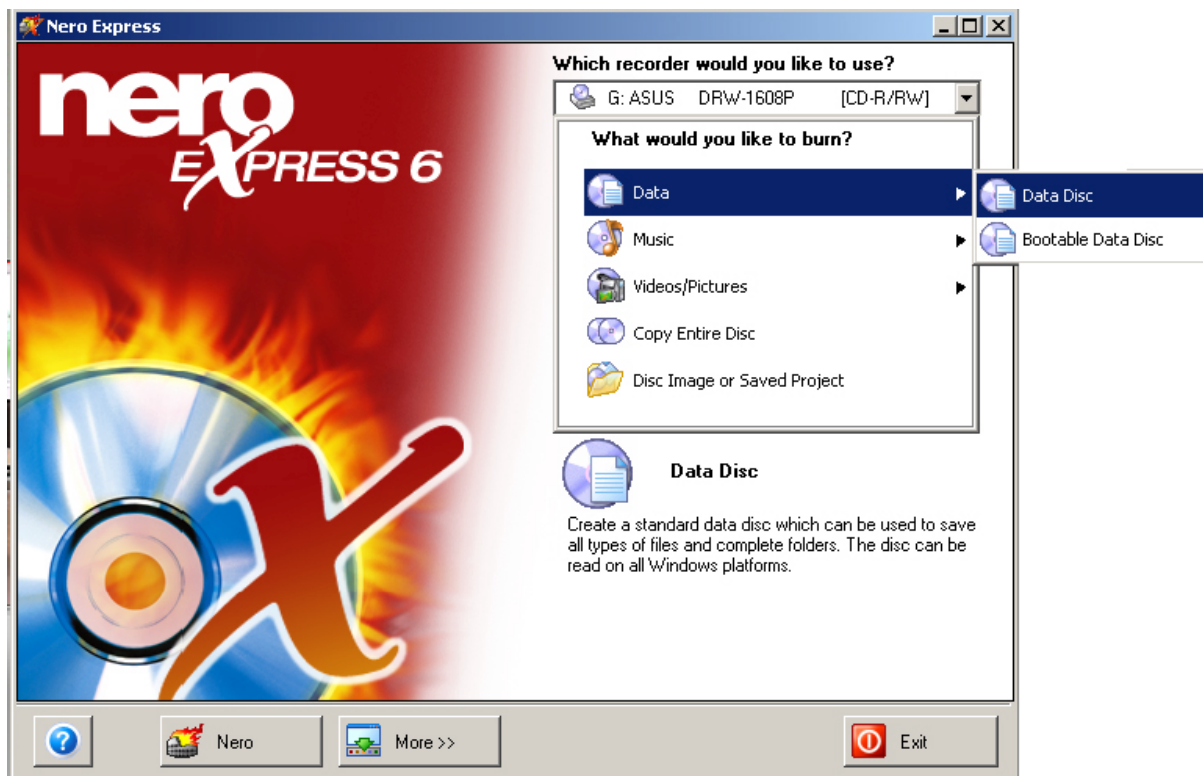 Nero Express
nero
EXPRESS 6
Which recorder would you like to use?
G: ASUS DRW-1608P [CD-R/RW]
What would you like to burn?
Data
Data Disc
Music
Bootable Data Disc
Videos/Pictures
Copy Entire Disc
Disc Image or Saved Project
Data Disc
Create a standard data disc which can be used to save
all types of files and complete folders. The disc can be
read on all Windows platforms.
?
Nero
More >>
Exit